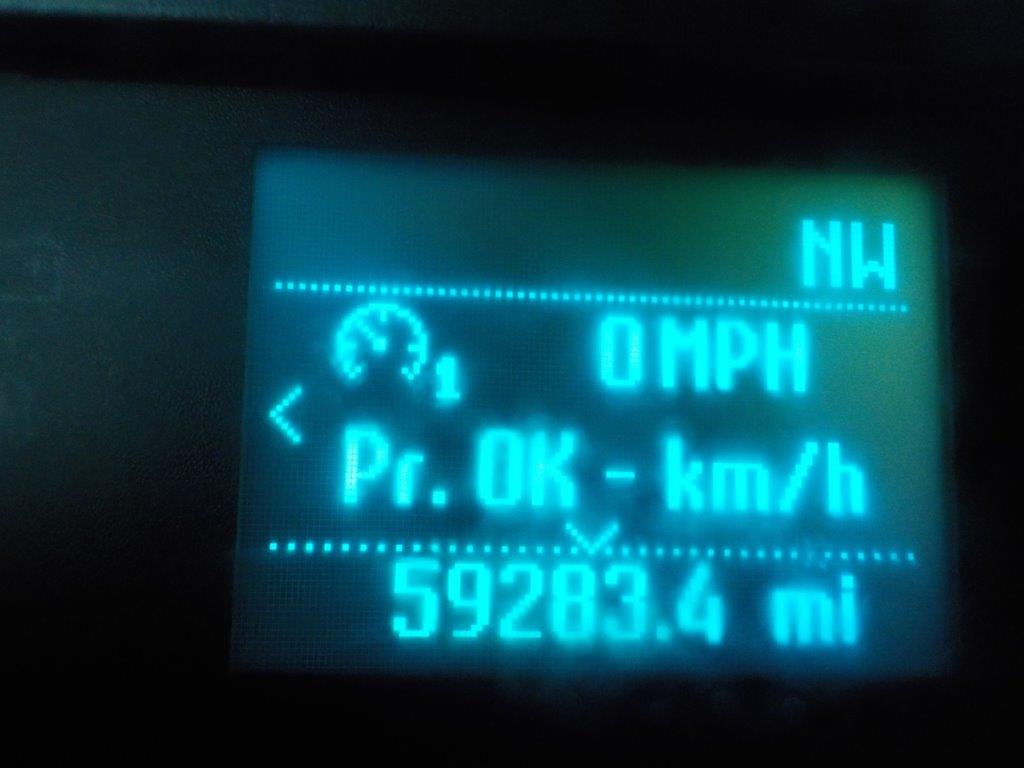 NW
1 0 MPH
Pr. OK - km/h
59283.4 mi